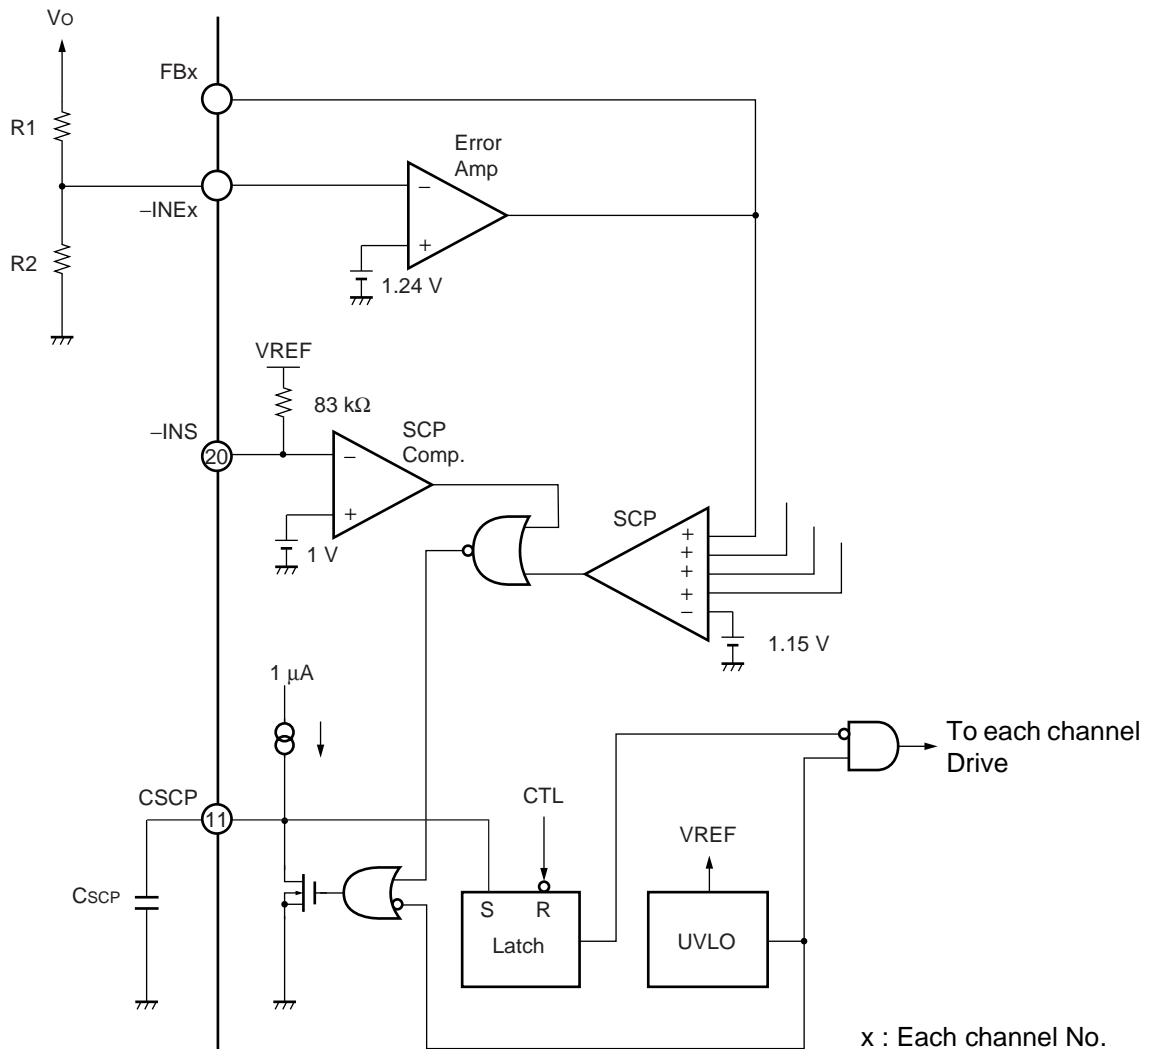 VO
FBx
R1
Error
Amp
−
−INEx
+
R2
1.24 V
VREF
83 kΩ
−INS
SCP
Comp.
20
−
+
SCP
+
+
+
+
−
1 V
1.15 V
1 μA
To each channel
Drive
CSCP
11
CTL
VREF
CSCP
S
R
Latch
UVLO
x : Each channel No.